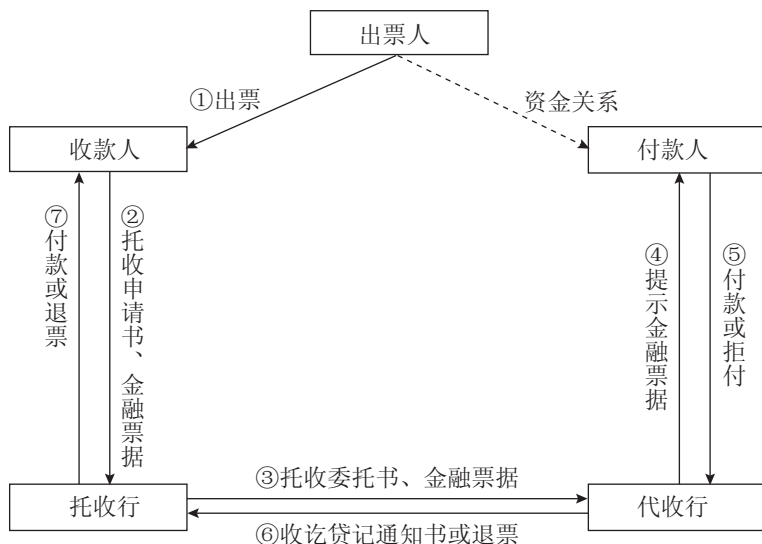 出票人
①出票
资金关系
收款人
付款人
⑦付款或退票
②托收申请书、金融票据
④提示金融票据
⑤付款或拒付
③托收委托书、金融票据
托收行
代收行
⑥收讫贷记通知书或退票